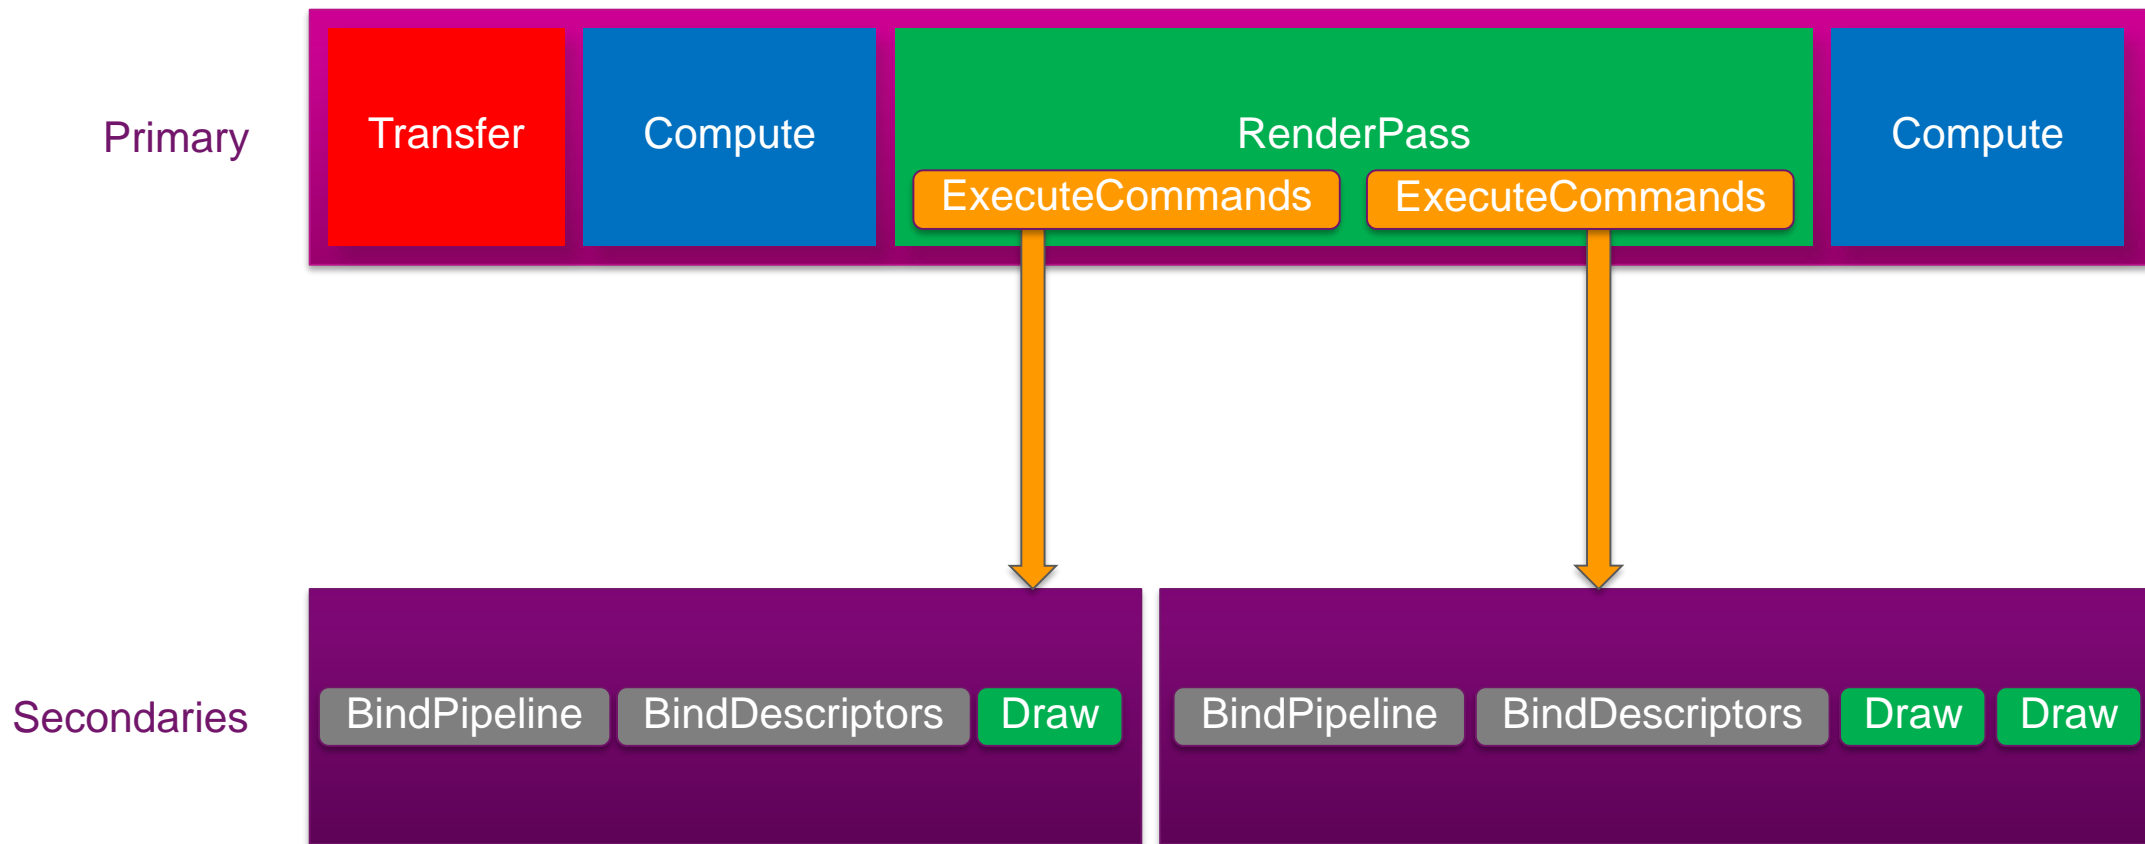 Primary
Transfer
Compute
RenderPass
ExecuteCommands
ExecuteCommands
Compute
Secondaries
BindPipeline
BindDescriptors
Draw
BindPipeline
BindDescriptors
Draw
Draw